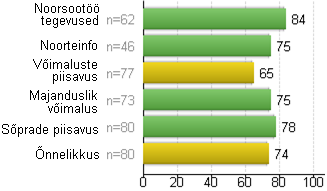 Noorsootöö
tegevused n=62 84
Noorteinfo n=46 75
Võimaluste
piisavus n=77 65
Majanduslik
võimalus n=73 75
Sõprade piisavus n=80 78
Õnnelikkus n=80 74
0 20 40 60 80 100